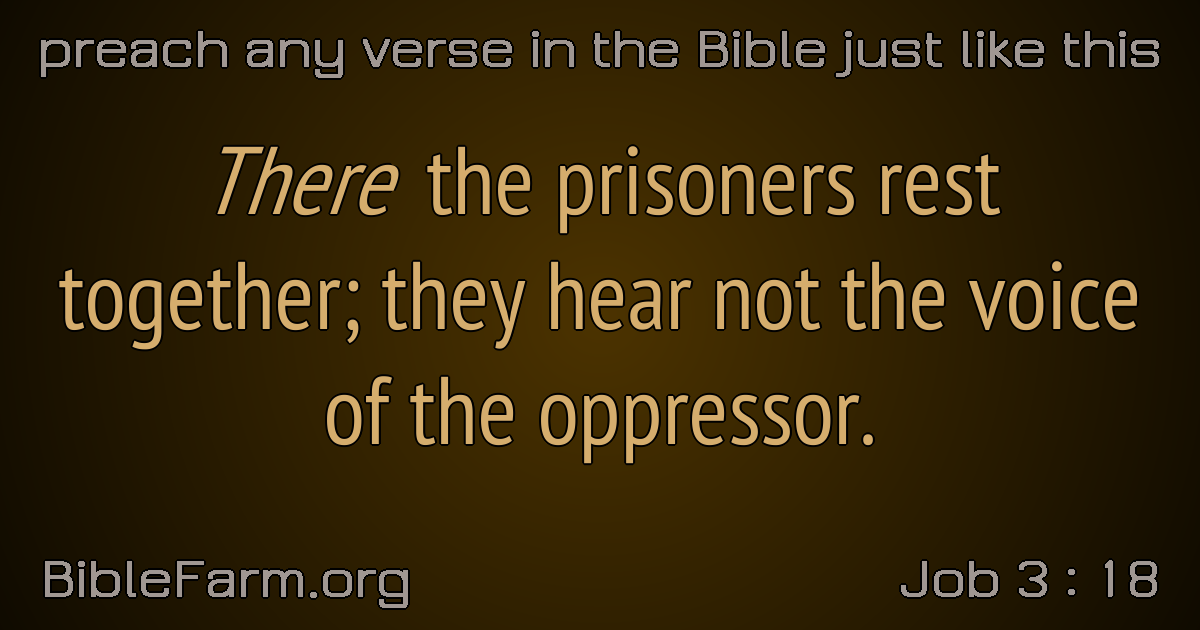 preach any verse in the Bible just like this
There the prisoners rest
together; they hear not the voice
of the oppressor.
BibleFarm.org
Job 3 : 18